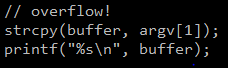 // overflow!
strcpy(buffer, argv[1]);
printf("%s\n", buffer);